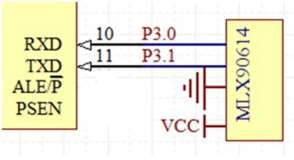 RXD 10 P3.0
TXD 11 P3.1
ALE/P
PSEN
VCC
MLX90614